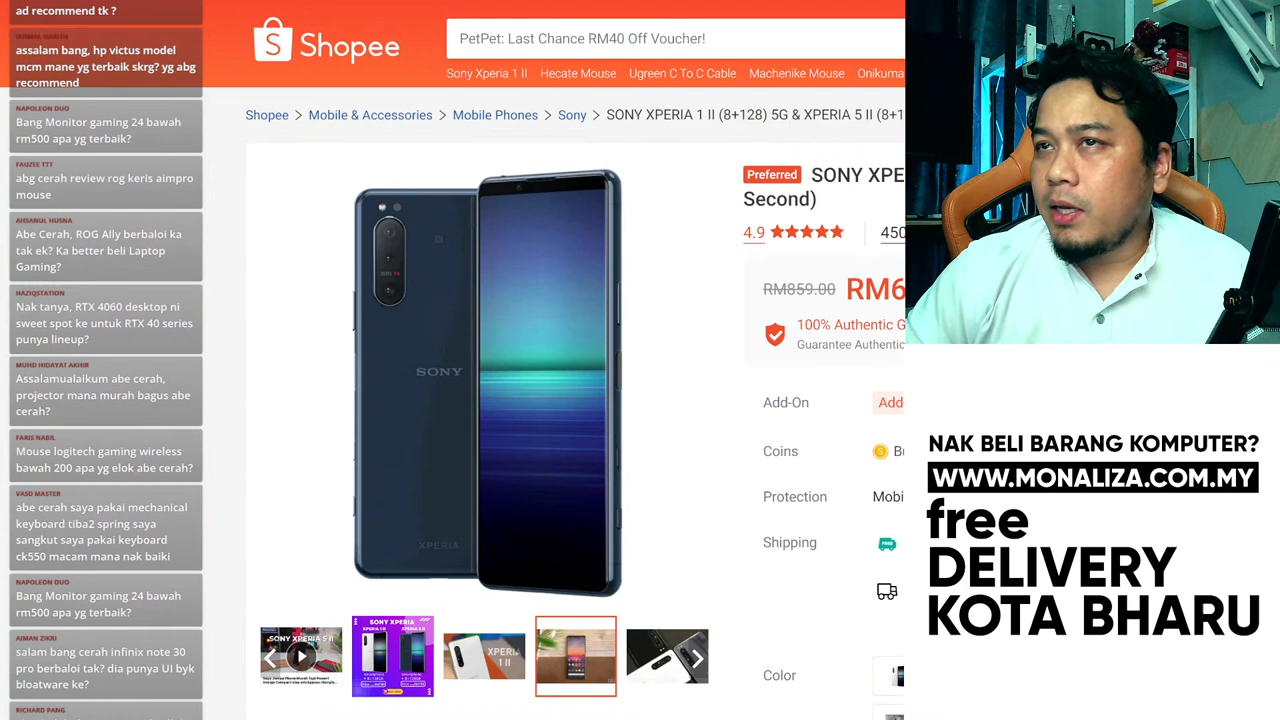 ad recommend tk ?
assalam bang, hp victus model
mcm mane yg terbaik skrg? yg abg
recommend
NAPOLEON DUO
Bang Monitor gaming 24 bawah
rm500 apa yg terbaik?
FAUZEE TTT
abg cerah review rog keris aimpro
mouse
AHSANUL HUSNA
Abe Cerah, ROG Ally berbaloi ka
tak ek? Ka better beli Laptop
Gaming?
HAZIQSTATION
Nak tanya, RTX 4060 desktop ni
sweet spot ke untuk RTX 40 series
punya lineup?
MUHD HIDAYAT AKHIR
Assalamualaikum abe cerah,
projector mana murah bagus abe
cerah?
FARIS NABIL
Mouse logitech gaming wireless
bawah 200 apa yg elok abe cerah?
VASD MASTER
abe cerah saya pakai mechanical
keyboard tiba2 spring saya
sangkut saya pakai keyboard
ck550 macam mana nak baiki
NAPOLEON DUO
Bang Monitor gaming 24 bawah
rm500 apa yg terbaik?
AIMAN ZIKRI
salam bang cerah infinix note 30
pro berbaloi tak? dia punya UI byk
bloatware ke?
RICHARD PANG
Shopee
PetPet: Last Chance RM40 Off Voucher!
Sony Xperia 1 II Hecate Mouse Ugreen C To C Cable Machenike Mouse Onikuma
Shopee > Mobile & Accessories > Mobile Phones > Sony > SONY XPERIA 1 II (8+128) 5G & XPERIA 5 II (8+1
SONY
XPERIA
SONY XPERIA 5 II
SONY XPERIA
XPERIA
1 II
Preferred SONY XPE
Second)
4.9 450
RM859.00 RM6
100% Authentic G
Guarantee Authentic
Add-On Add
Coins
Protection Mobi
Shipping FREE
Color
NAK BELI BARANG KOMPUTER?
WWW.MONALIZA.COM.MY
free
DELIVERY
KOTA BHARU